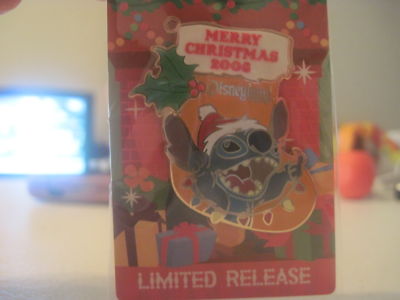 MERRY
CHRISTMAS
2008
Disneyland
LIMITED RELEASE